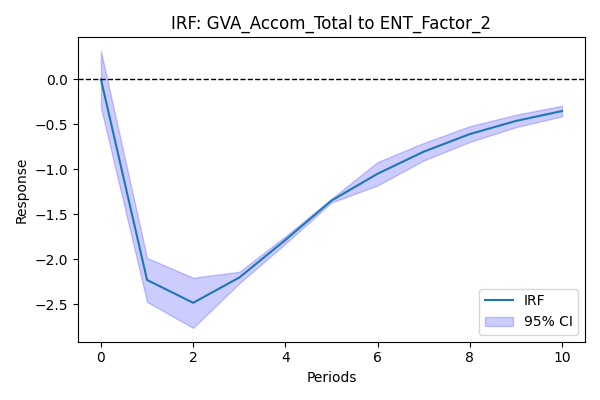 IRF: GVA_Accom_Total to ENT_Factor_2
Response
0.0
−0.5
−1.0
−1.5
−2.0
−2.5
IRF
95% CI
0 2 4 6 8 10
Periods